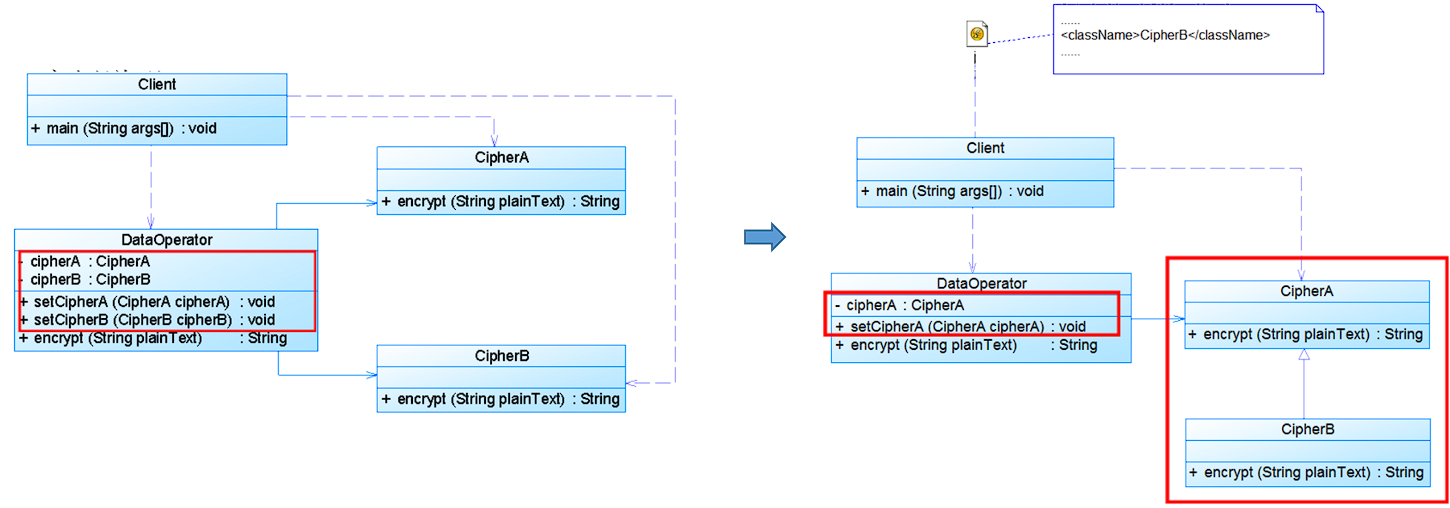 Client
+ main (String args[]) : void
CipherA
+ encrypt (String plainText) : String
DataOperator
- cipherA : CipherA
- cipherB : CipherB
+ setCipherA (CipherA cipherA) : void
+ setCipherB (CipherB cipherB) : void
+ encrypt (String plainText) : String
CipherB
+ encrypt (String plainText) : String
......
<className>CipherB</className>
......
Client
+ main (String args[]) : void
DataOperator
- cipherA : CipherA
+ setCipherA (CipherA cipherA) : void
+ encrypt (String plainText) : String
CipherA
+ encrypt (String plainText) : String
CipherB
+ encrypt (String plainText) : String